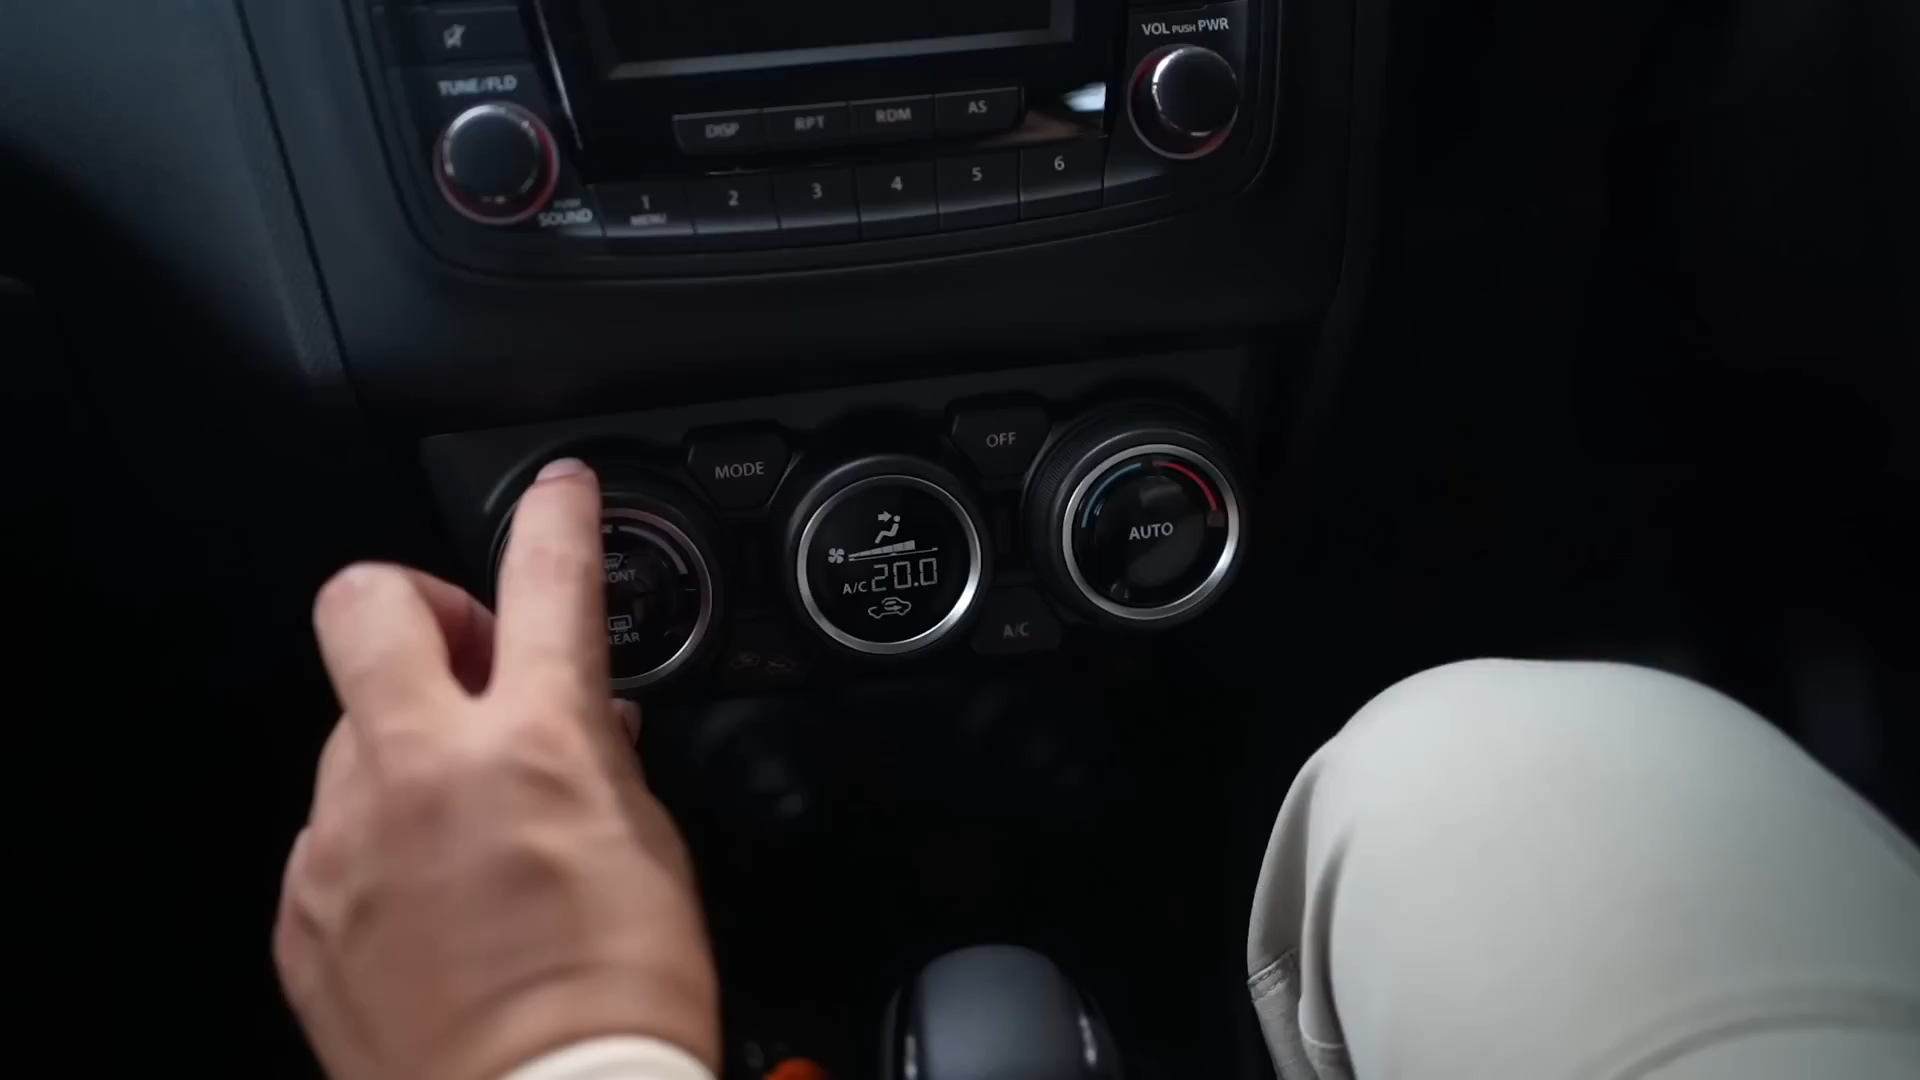 VOL PUSH PWR
TUNE/FLD
DISP RPT RDM AS
PUSH
SOUND
1 2 3 4 5 6
MENU
MODE
OFF
AUTO
A/C 20.0
A/C